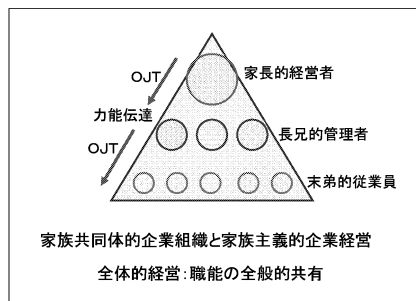 OJT
家長的経営者
力能伝達
長兄的管理者
OJT
末弟的従業員
家族共同体的企業組織と家族主義的企業経営
全体的経営：職能の全般的共有